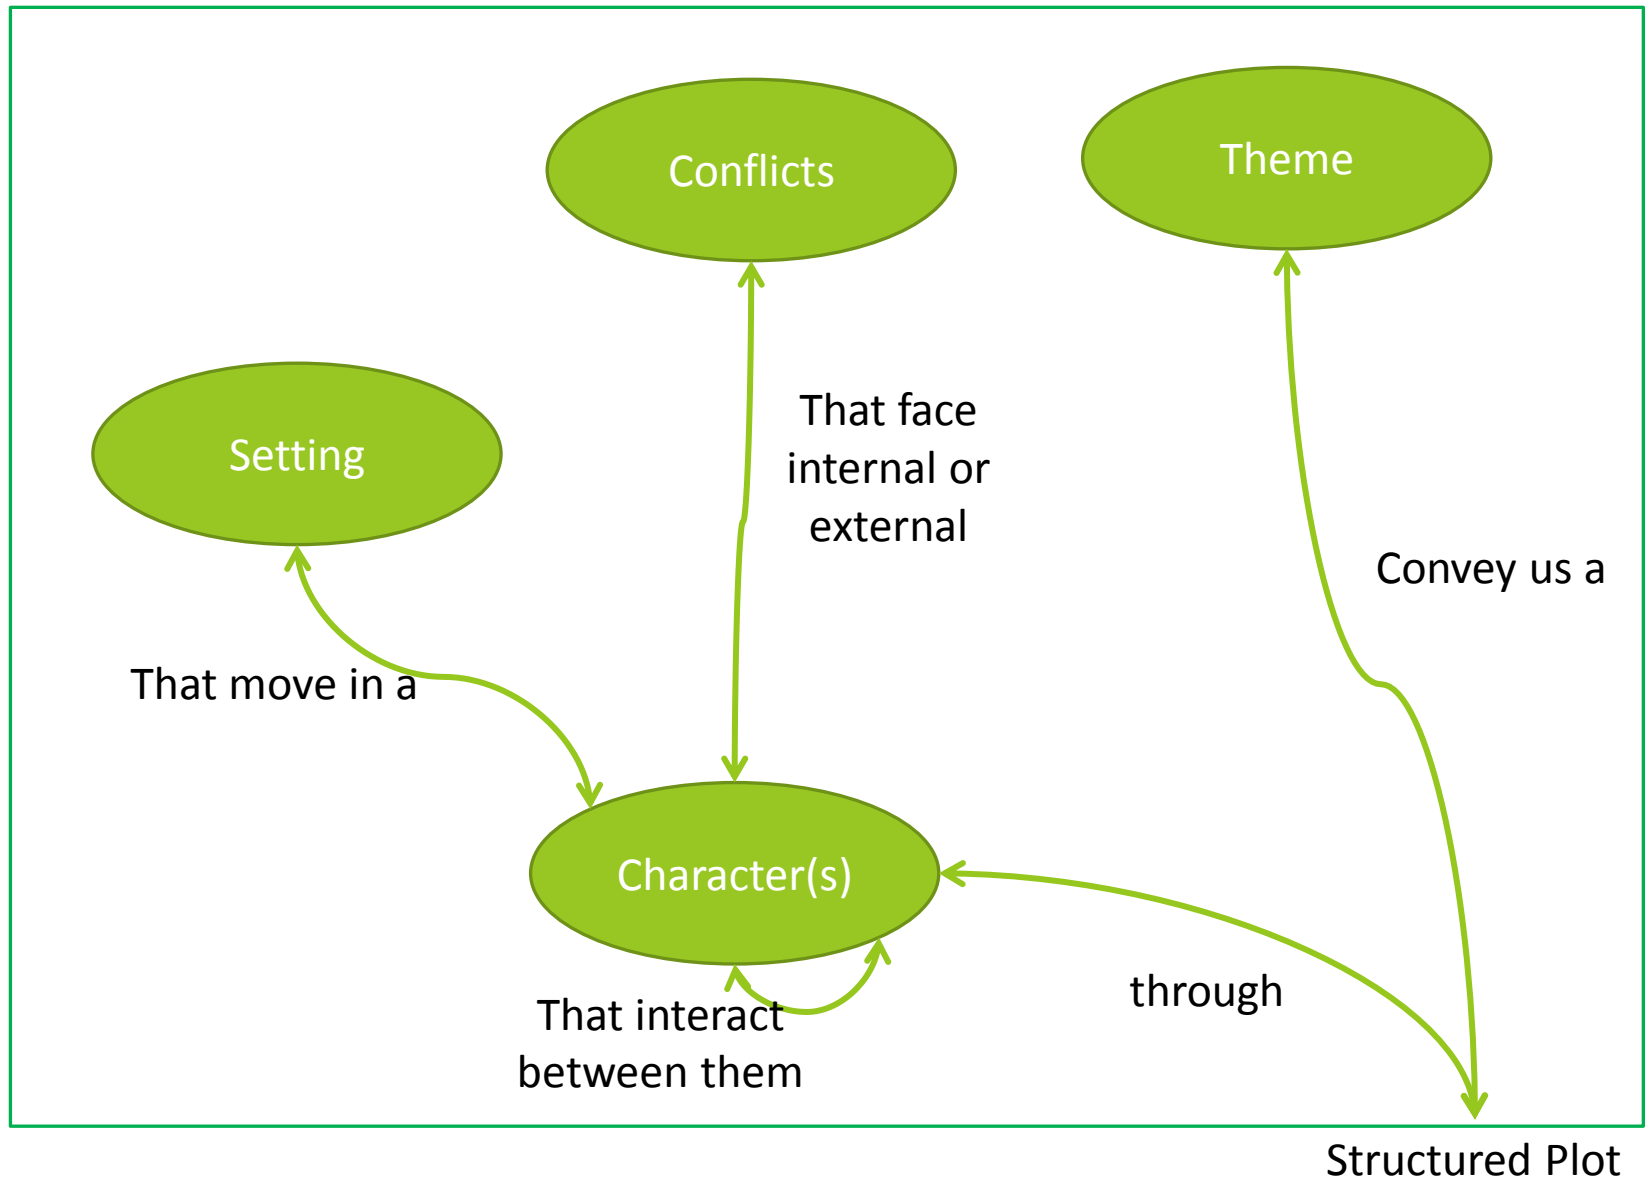 Conflicts
Theme
Setting
That face
internal or
external
Convey us a
That move in a
Character(s)
through
That interact
between them
Structured Plot